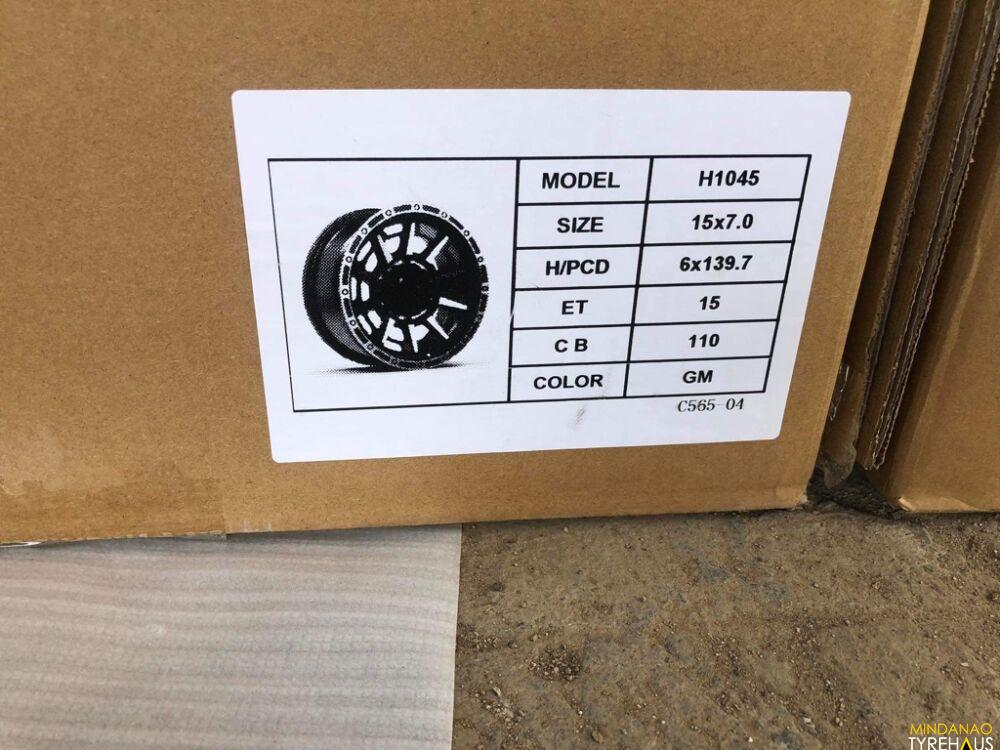 MODEL H1045
SIZE 15x7.0
H/PCD 6x139.7
ET 15
C B 110
COLOR GM
C565-04
MINDANAO
TYREHAUS